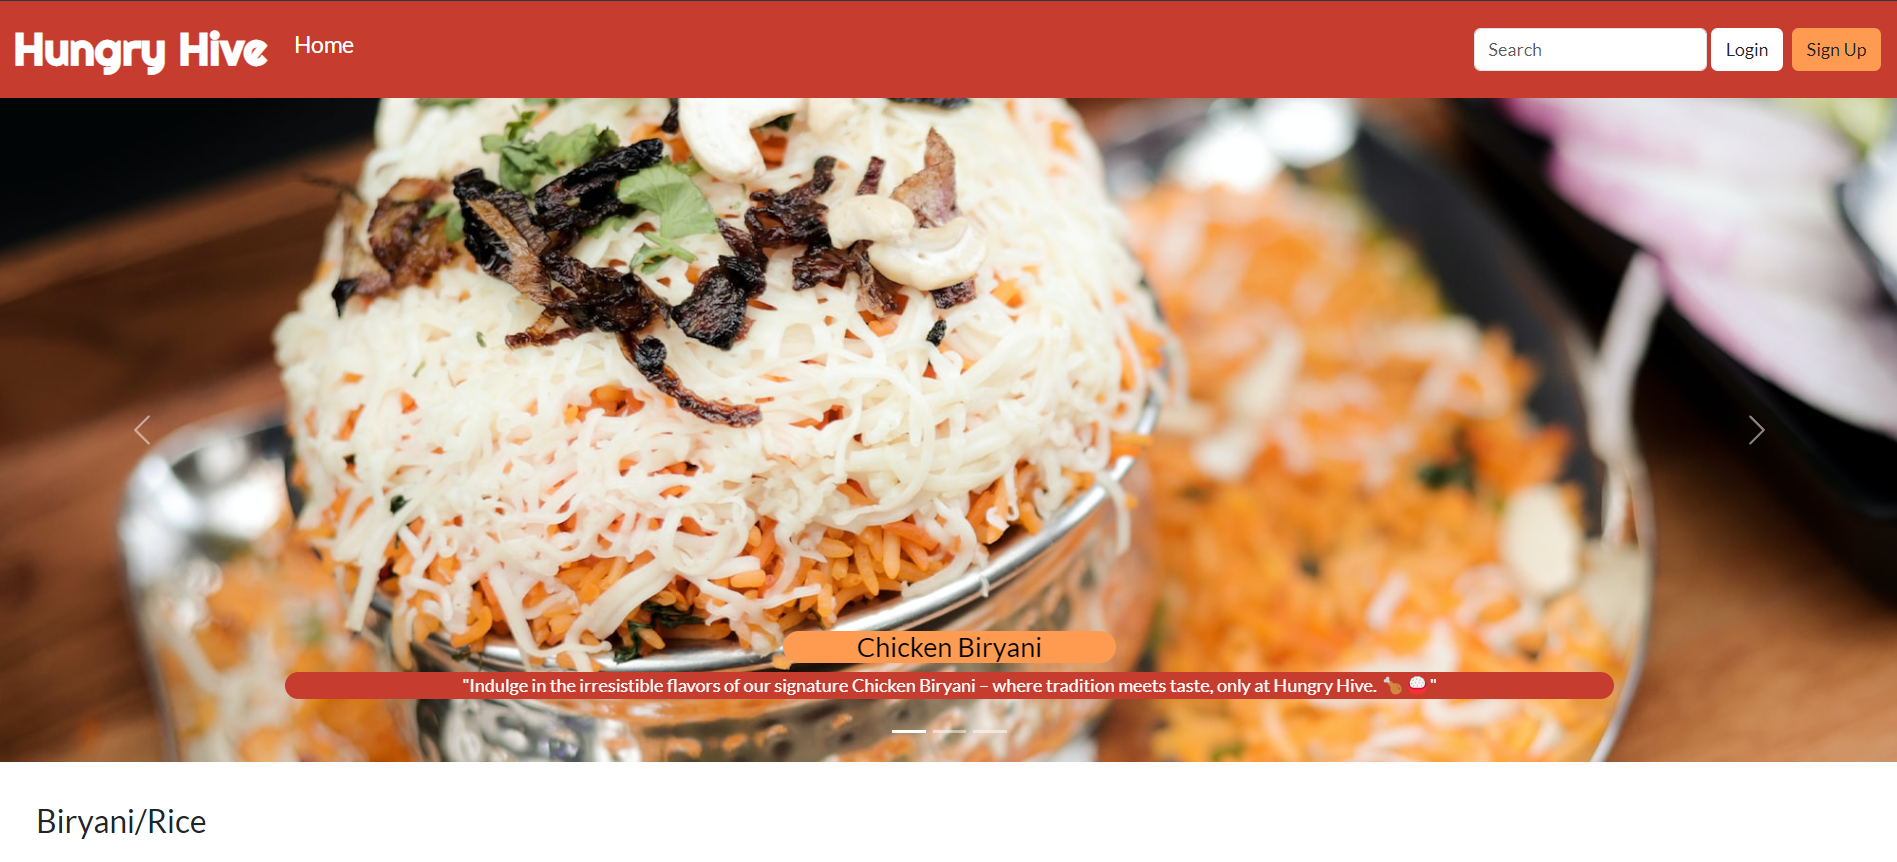 Hungry Hive Home Search Login Sign Up
Chicken Biryani
"Indulge in the irresistible flavors of our signature Chicken Biryani – where tradition meets taste, only at Hungry Hive. 🍗 🍚 "
Biryani/Rice